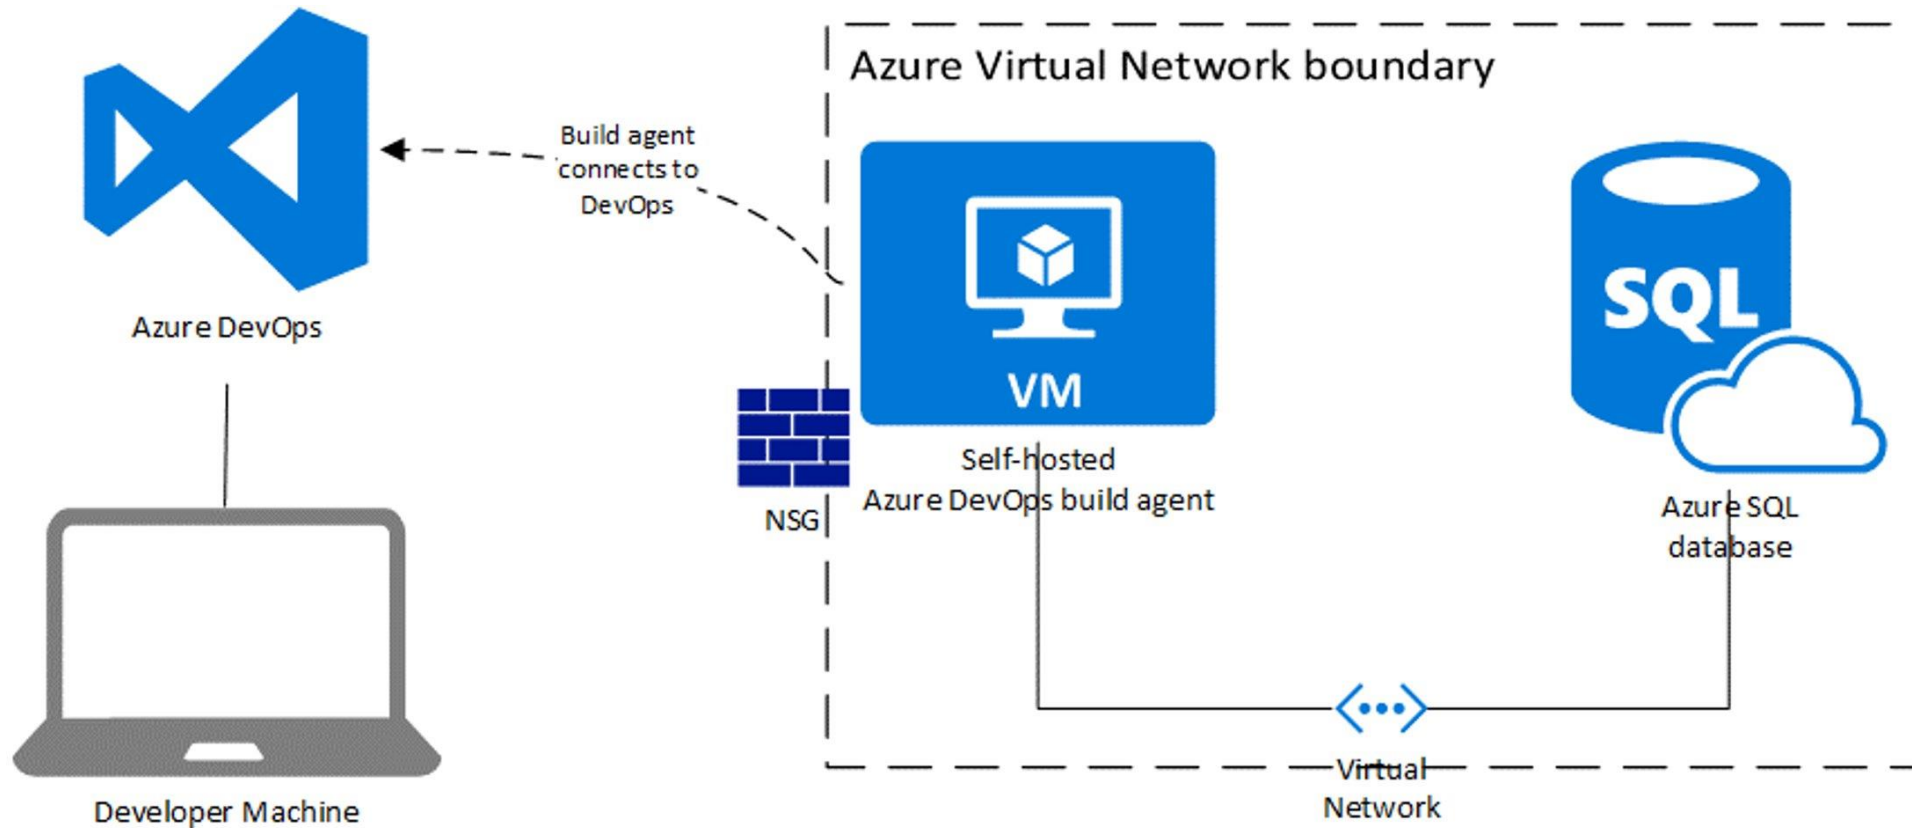 Azure Virtual Network boundary
Build agent
connects to
DevOps
Azure DevOps
SQL
VM
Self-hosted
Azure DevOps build agent
NSG
Azure SQL
database
Virtual
Network
Developer Machine